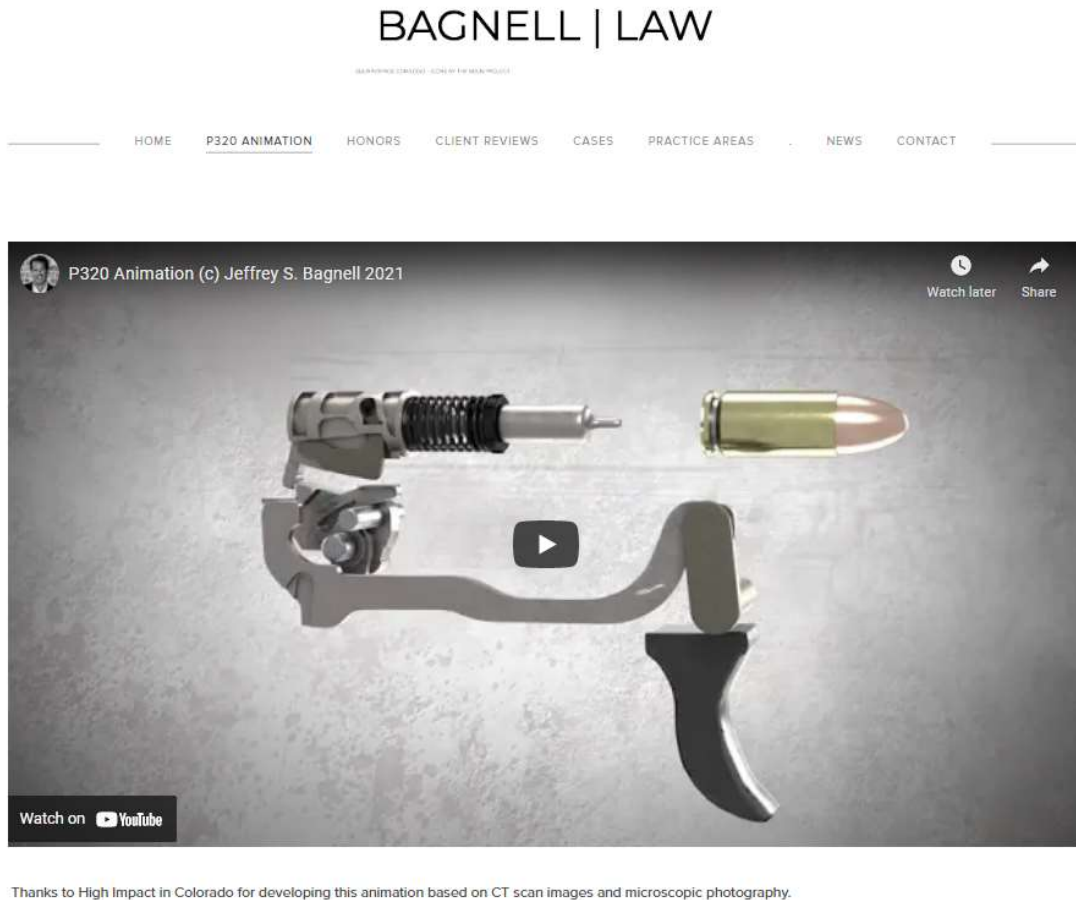 BAGNELL | LAW
HOME P320 ANIMATION HONORS CLIENT REVIEWS CASES PRACTICE AREAS . NEWS CONTACT
P320 Animation (c) Jeffrey S. Bagnell 2021
Watch later Share
Watch on YouTube
Thanks to High Impact in Colorado for developing this animation based on CT scan images and microscopic photography.